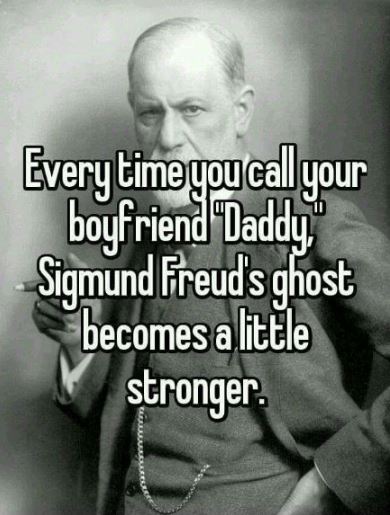 Every time you call your
boyfriend "Daddy,"
Sigmund Freud's ghost
becomes a little
stronger.